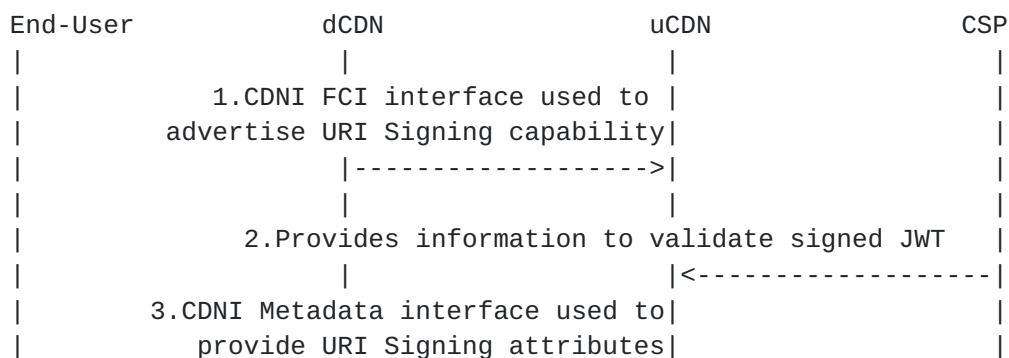 End-User            dCDN                 uCDN                CSP
|                    |                    |                    |
|            1.CDNI FCI interface used to |                    |
|         advertise URI Signing capability|                    |
|                    |------------------->|                    |
|                    |                    |                    |
|              2.Provides information to validate signed JWT   |
|                    |                    |<-------------------|
|        3.CDNI Metadata interface used to|                    |
|           provide URI Signing attributes|                    |